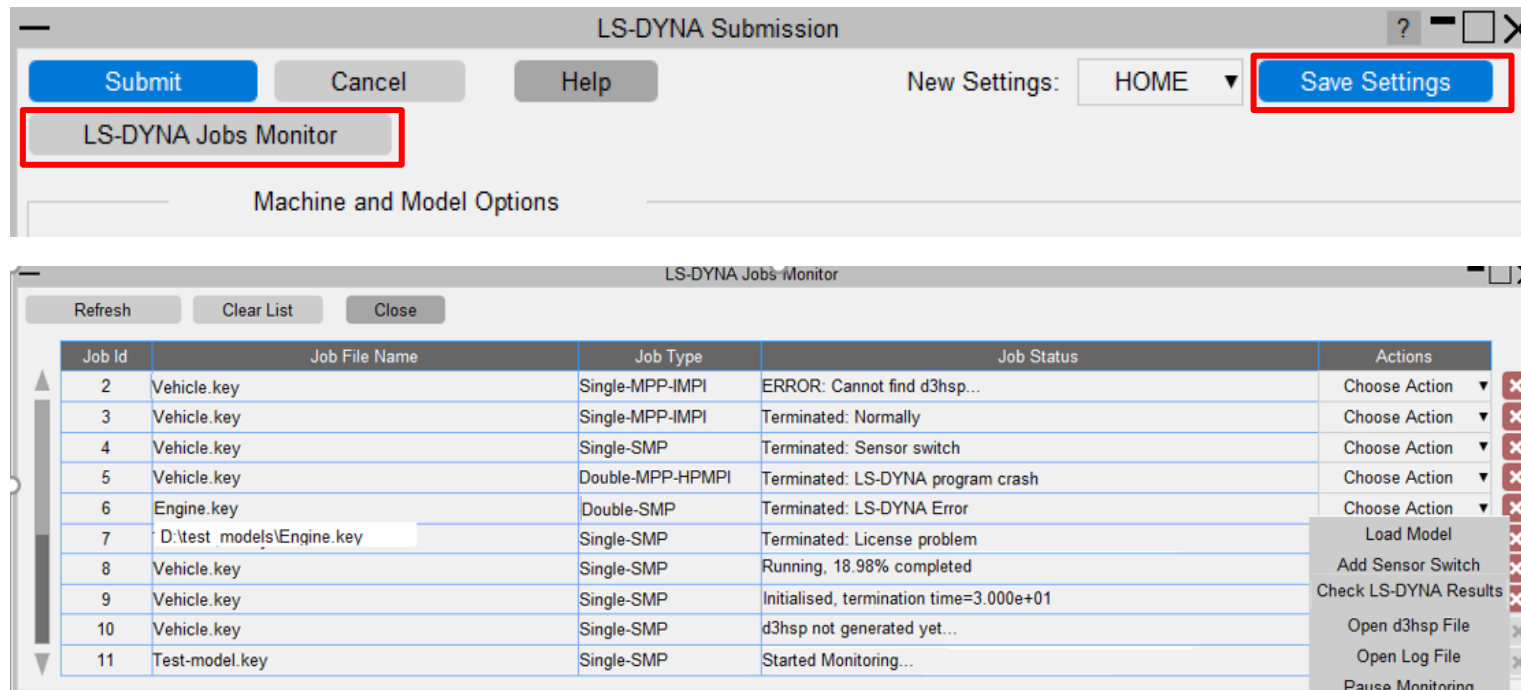 LS-DYNA Submission ?
Submit Cancel Help New Settings: HOME Save Settings
LS-DYNA Jobs Monitor
Machine and Model Options
LS-DYNA Jobs Monitor
Refresh Clear List Close
Job Id Job File Name Job Type Job Status Actions
2 Vehicle.key Single-MPP-IMPI ERROR: Cannot find d3hsp... Choose Action
3 Vehicle.key Single-MPP-IMPI Terminated: Normally Choose Action
4 Vehicle.key Single-SMP Terminated: Sensor switch Choose Action
5 Vehicle.key Double-MPP-HPMPI Terminated: LS-DYNA program crash Choose Action
6 Engine.key Double-SMP Terminated: LS-DYNA Error Choose Action
7 D:\test_models\Engine.key Single-SMP Terminated: License problem Load Model
8 Vehicle.key Single-SMP Running, 18.98% completed Add Sensor Switch
9 Vehicle.key Single-SMP Initialised, termination time=3.000e+01 Check LS-DYNA Results
10 Vehicle.key Single-SMP d3hsp not generated yet... Open d3hsp File
11 Test-model.key Single-SMP Started Monitoring... Open Log File
Pause Monitoring